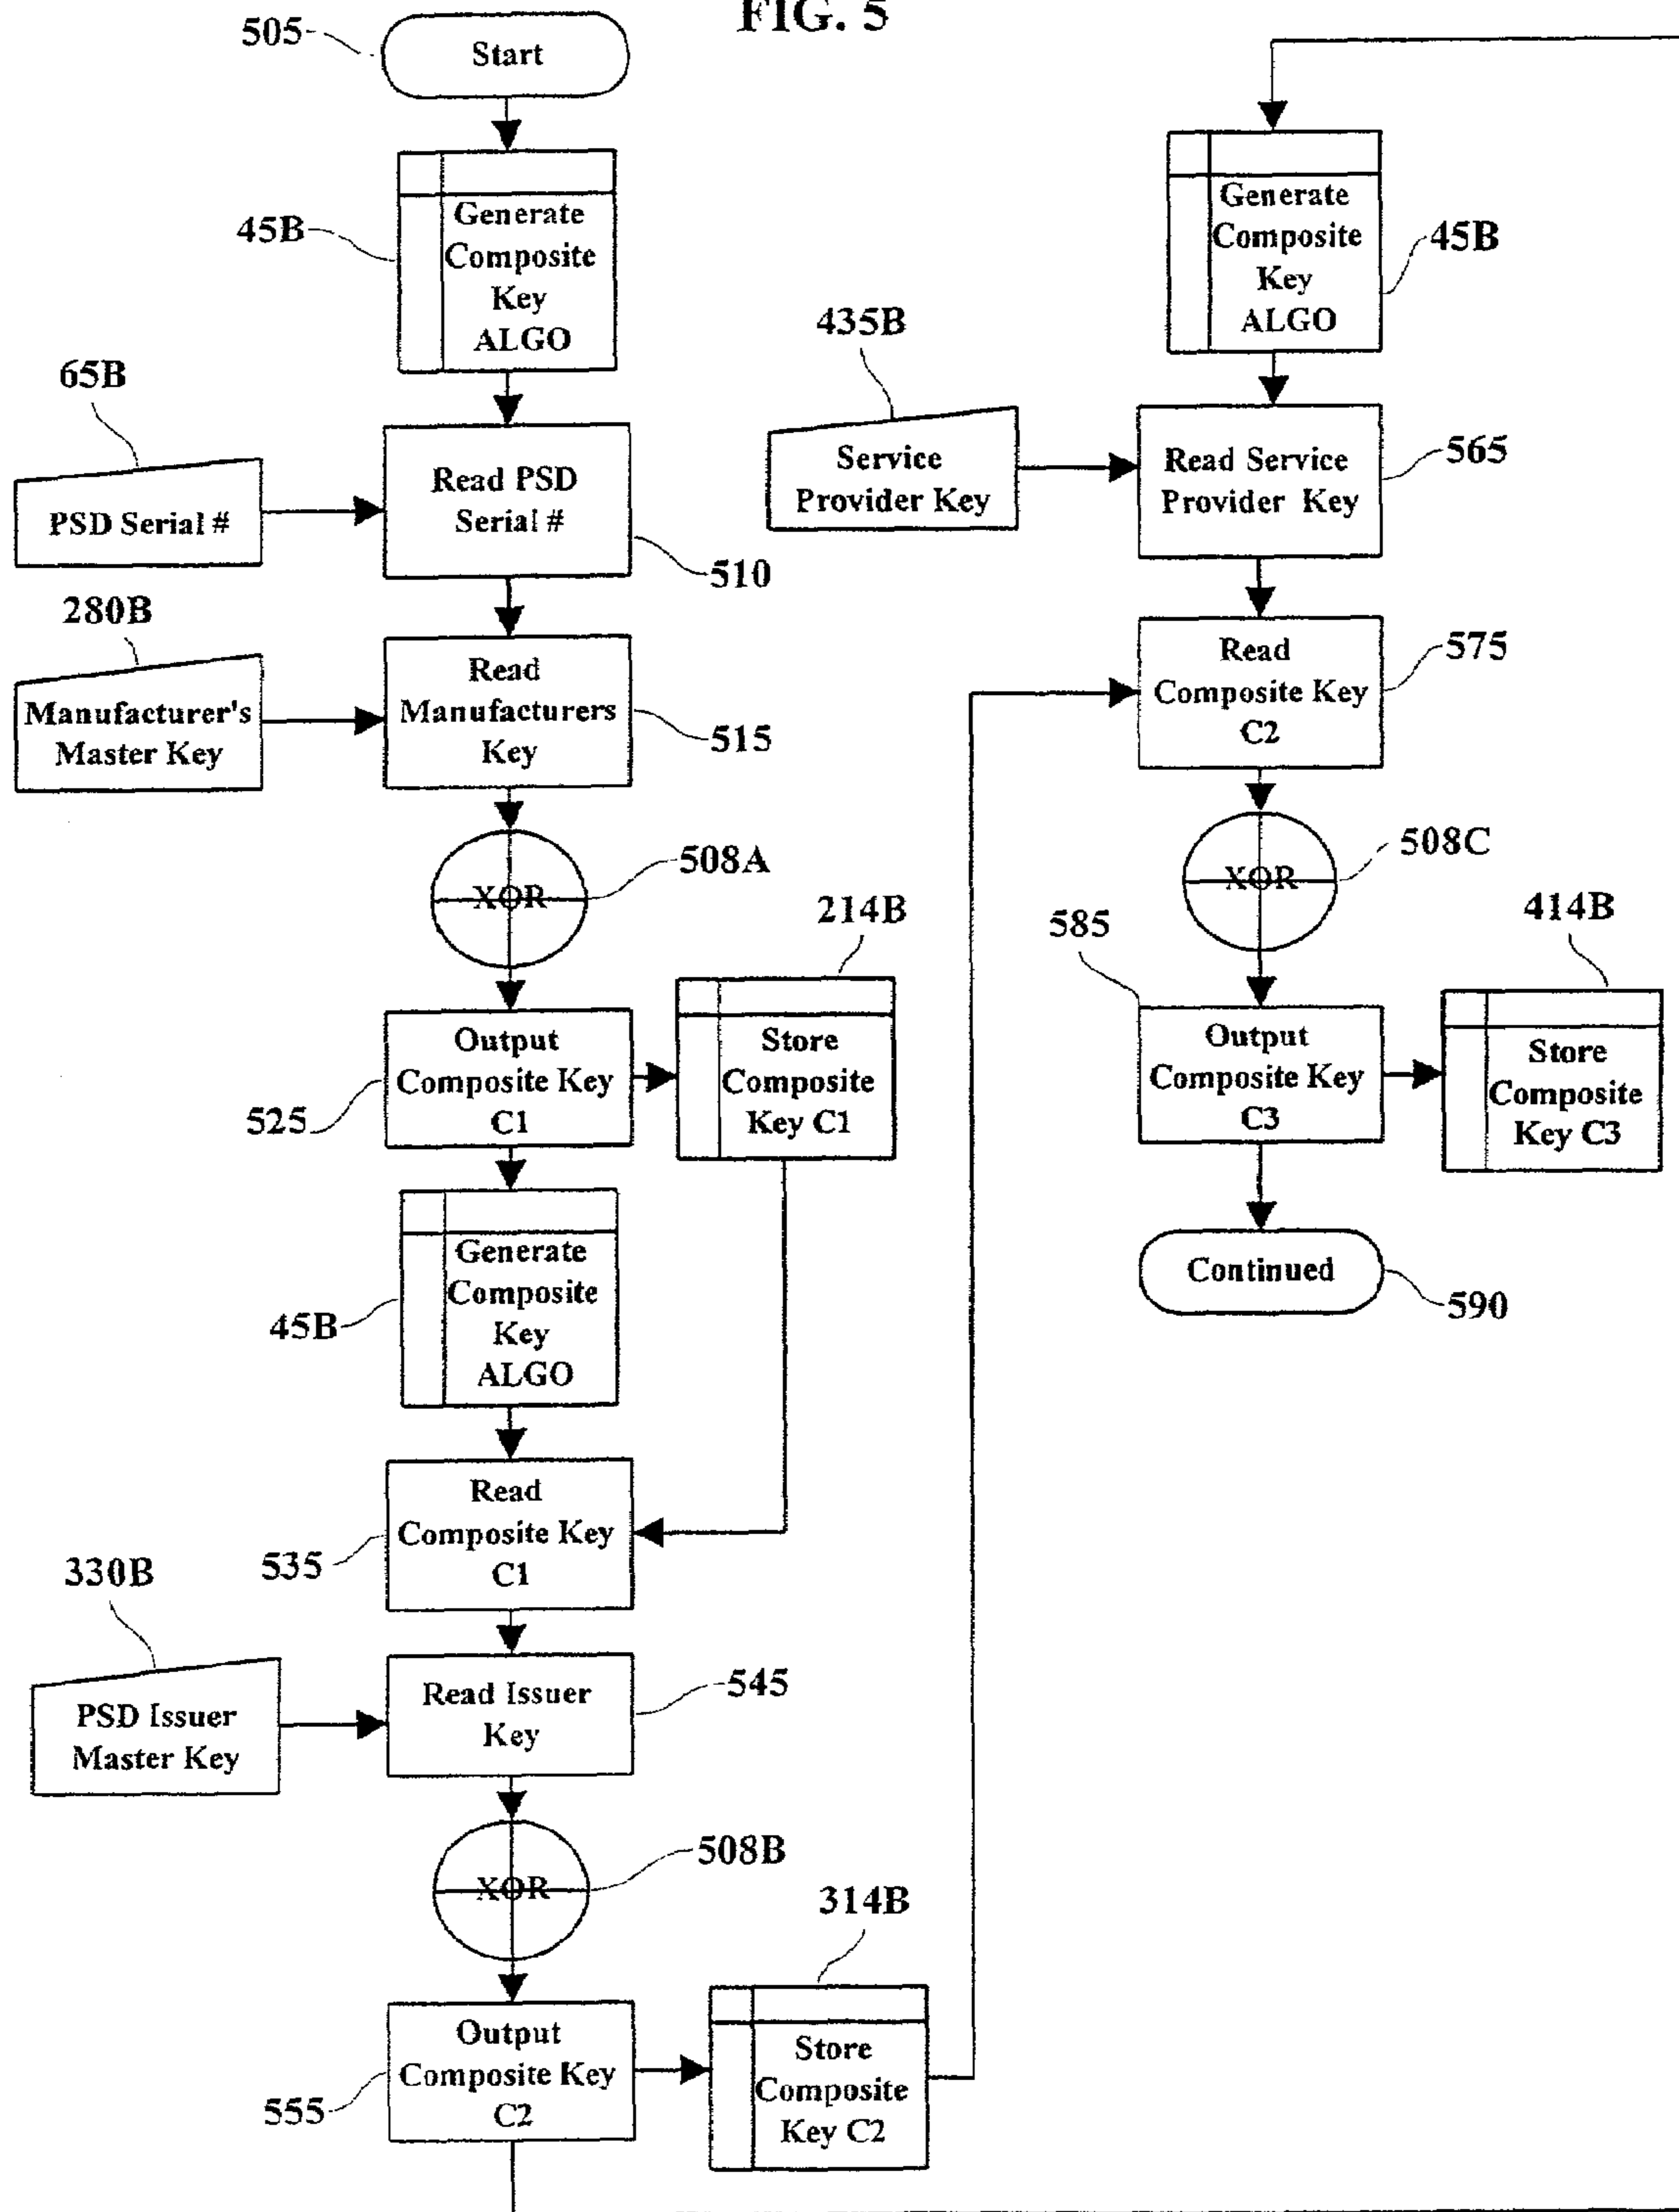 FIG. 5
505
Start
45B
Generate
Composite
Key
ALGO
65B
PSD Serial #
Read PSD
Serial #
510
280B
Manufacturer's
Master Key
Read
Manufacturers
Key
515
XOR
508A
214B
Output
Composite Key
C1
525
Store
Composite
Key C1
Generate
Composite
Key
ALGO
45B
Read
Composite Key
C1
535
330B
PSD Issuer
Master Key
Read Issuer
Key
545
XOR
508B
314B
Output
Composite Key
C2
555
Store
Composite
Key C2
Generate
Composite
Key
ALGO
45B
435B
Service
Provider Key
Read Service
Provider Key
565
Read
Composite Key
C2
575
XOR
508C
585
414B
Output
Composite Key
C3
Store
Composite
Key C3
Continued
590